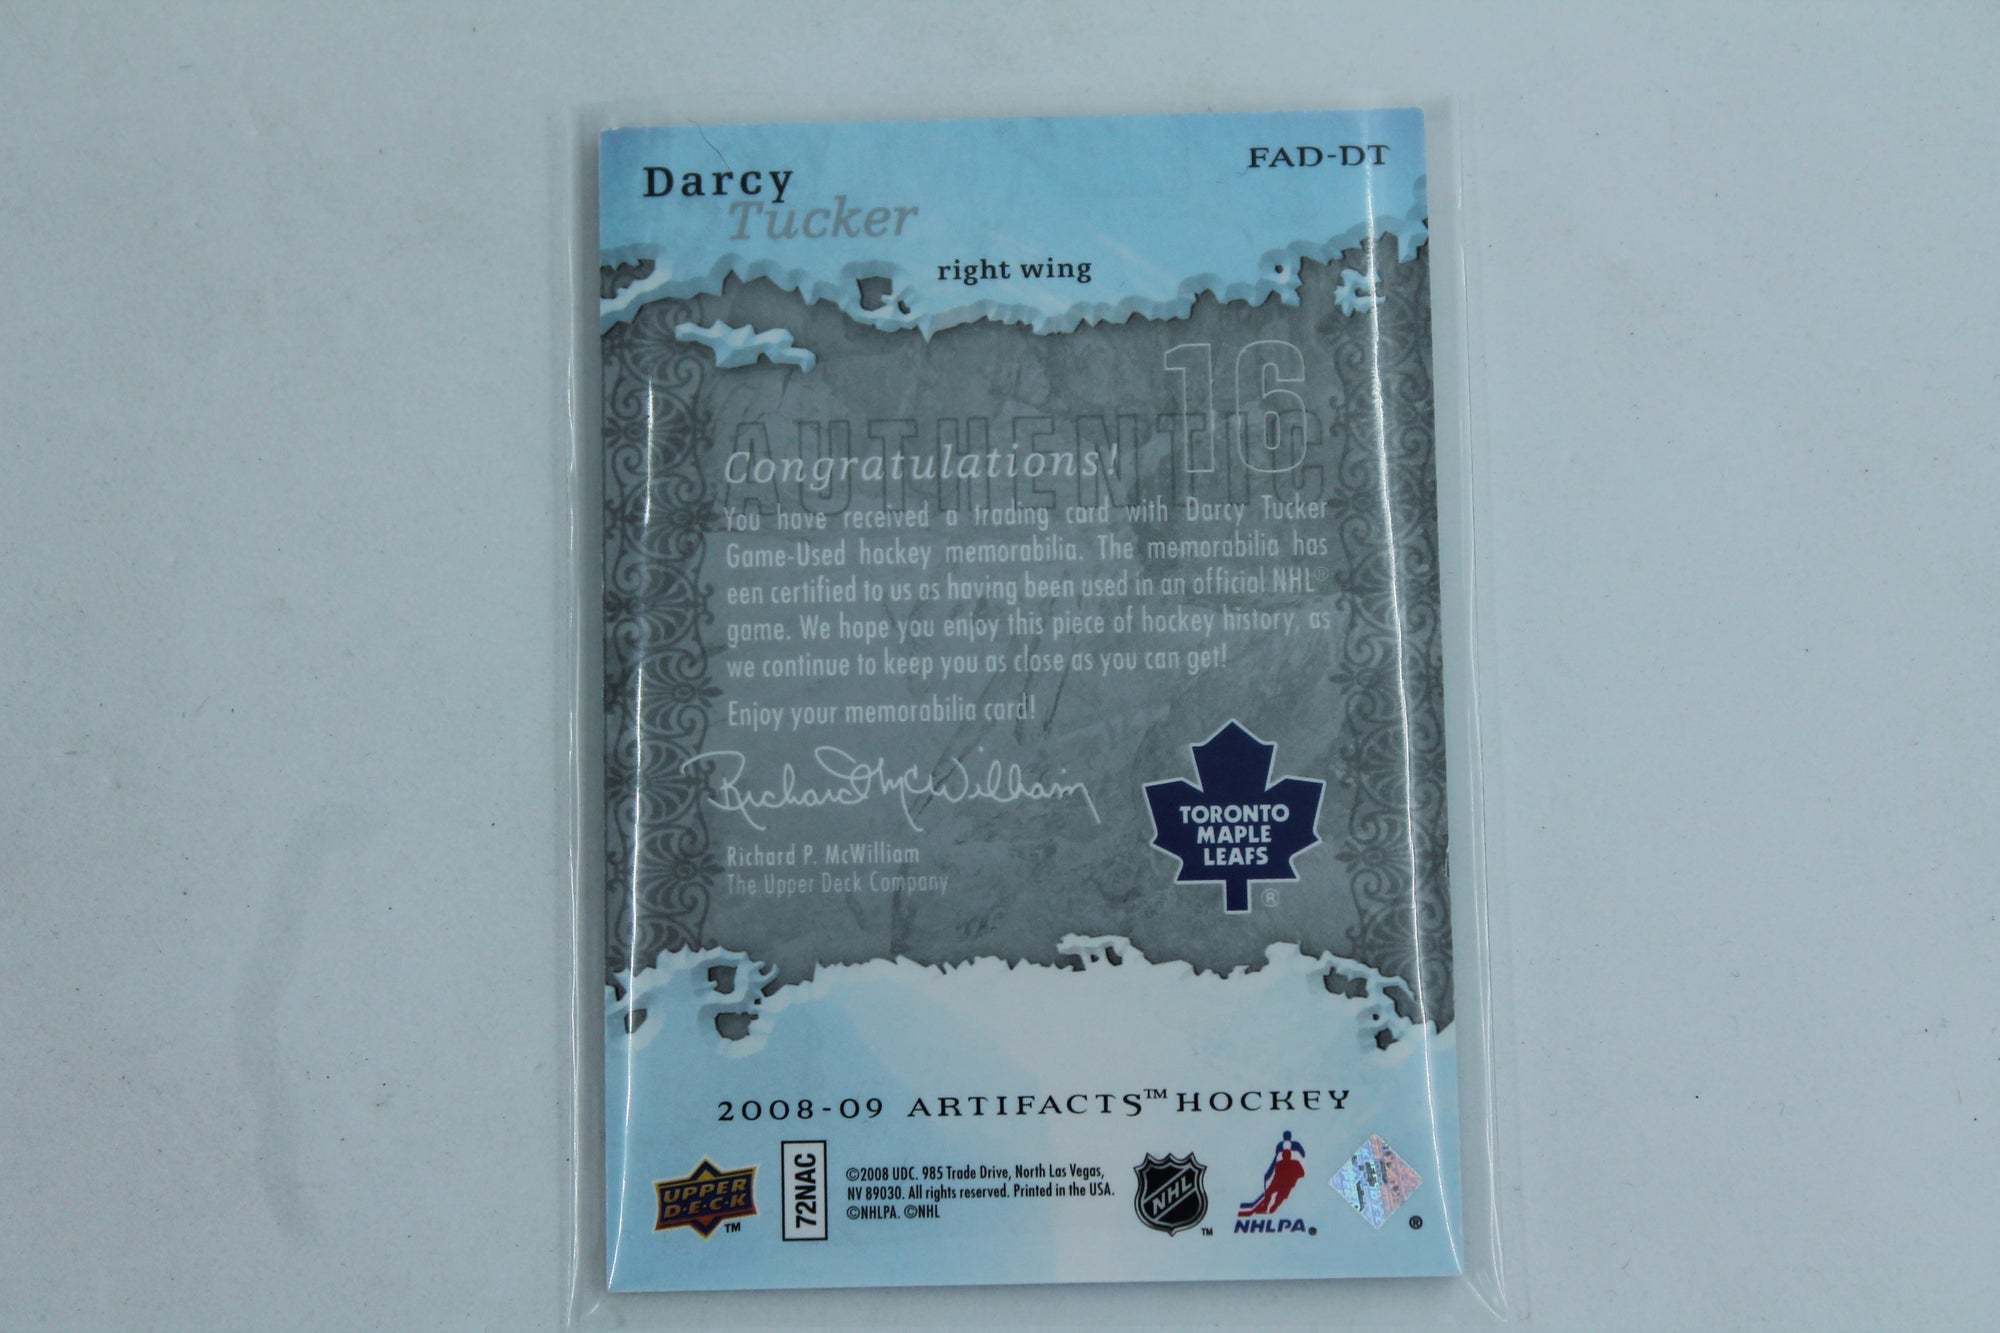 Darcy
Tucker
FAD-DT
right wing
16
AUTHENTIC
Congratulations!
You have received a trading card with Darcy Tucker
Game-Used hockey memorabilia. The memorabilia has
een certified to us as having been used in an official NHL®
game. We hope you enjoy this piece of hockey history, as
we continue to keep you as close as you can get!
Enjoy your memorabilia card!
Richard McWilliam
Richard P. McWilliam
The Upper Deck Company
TORONTO
MAPLE
LEAFS
®
2008-09 ARTIFACTS™ HOCKEY
UPPER
D·E·C·K
™
72NAC
©2008 UDC. 985 Trade Drive, North Las Vegas,
NV 89030. All rights reserved. Printed in the USA.
©NHLPA. ©NHL
NHL
™
NHLPA®
®